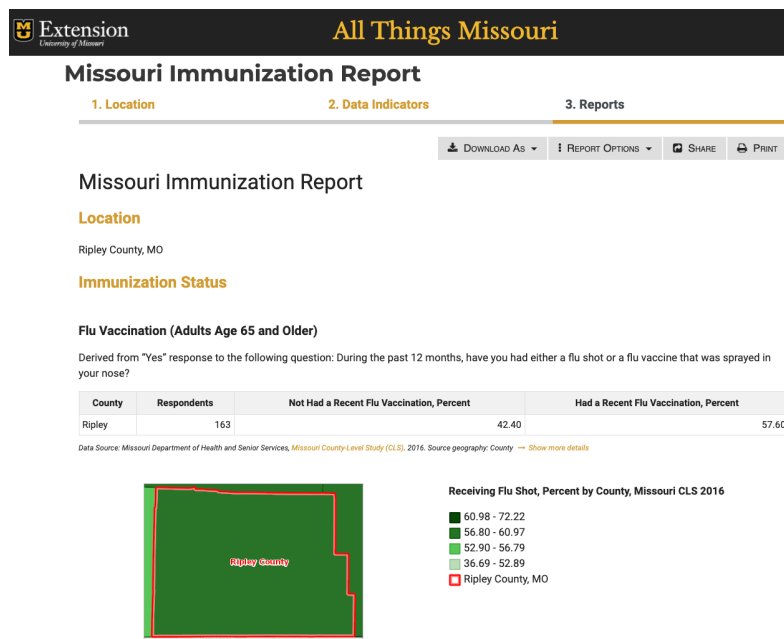 Extension
University of Missouri
All Things Missouri
Missouri Immunization Report
1. Location 2. Data Indicators 3. Reports
Download As Report Options Share Print
Missouri Immunization Report
Location
Ripley County, MO
Immunization Status
Flu Vaccination (Adults Age 65 and Older)
Derived from "Yes" response to the following question: During the past 12 months, have you had either a flu shot or a flu vaccine that was sprayed in
your nose?
County Respondents Not Had a Recent Flu Vaccination, Percent Had a Recent Flu Vaccination, Percent
Ripley 163 42.40 57.60
Data Source: Missouri Department of Health and Senior Services, Missouri County-Level Study (CLS). 2016. Source geography: County → Show more details
Receiving Flu Shot, Percent by County, Missouri CLS 2016
60.98 - 72.22
56.80 - 60.97
52.90 - 56.79
36.69 - 52.89
Ripley County, MO
Ripley County